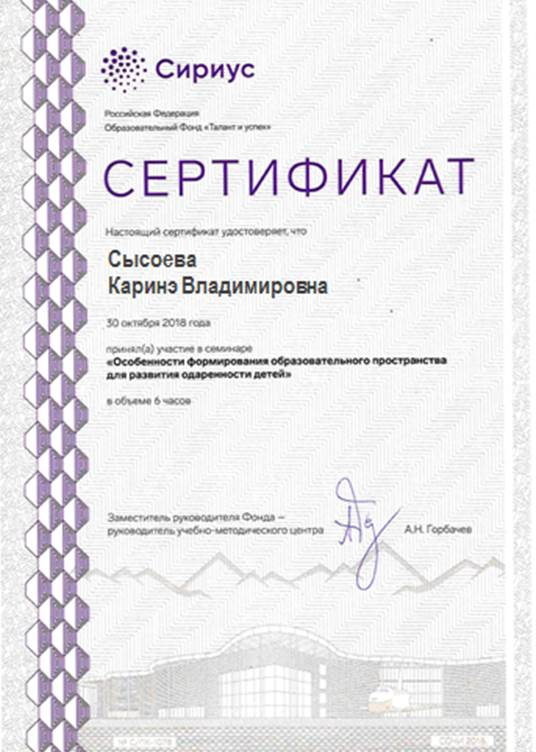 Сириус
Российская Федерация
Образовательный Фонд «Талант и успех»
СЕРТИФИКАТ
Настоящий сертификат удостоверяет, что
Сысоева
Каринэ Владимировна
30 октября 2018 года
принял(а) участие в семинаре
«Особенности формирования образовательного пространства
для развития одаренности детей»
в объеме 6 часов
Заместитель руководителя Фонда –
руководитель учебно-методического центра
А.Н. Горбачев
СОЧИ 2018